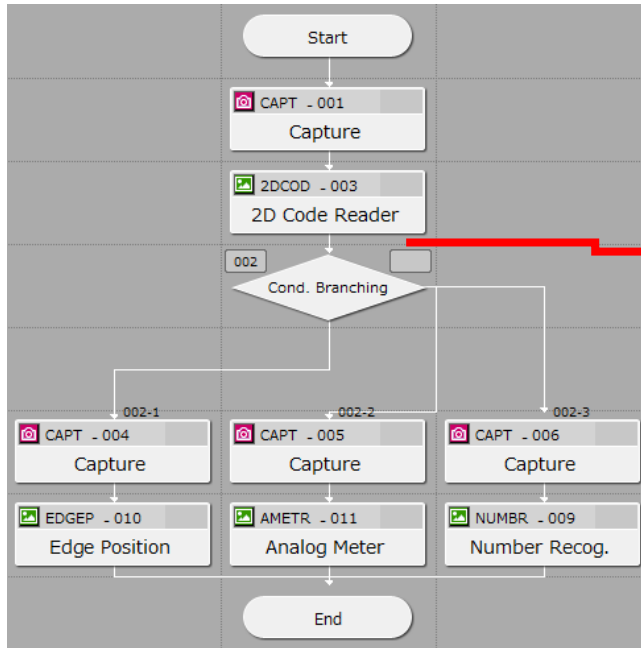 Start
CAPT - 001
Capture
2DCOD - 003
2D Code Reader
002
Cond. Branching
002-1
002-2
002-3
CAPT - 004
CAPT - 005
CAPT - 006
Capture
Capture
Capture
EDGEP - 010
AMETR - 011
NUMBR - 009
Edge Position
Analog Meter
Number Recog.
End